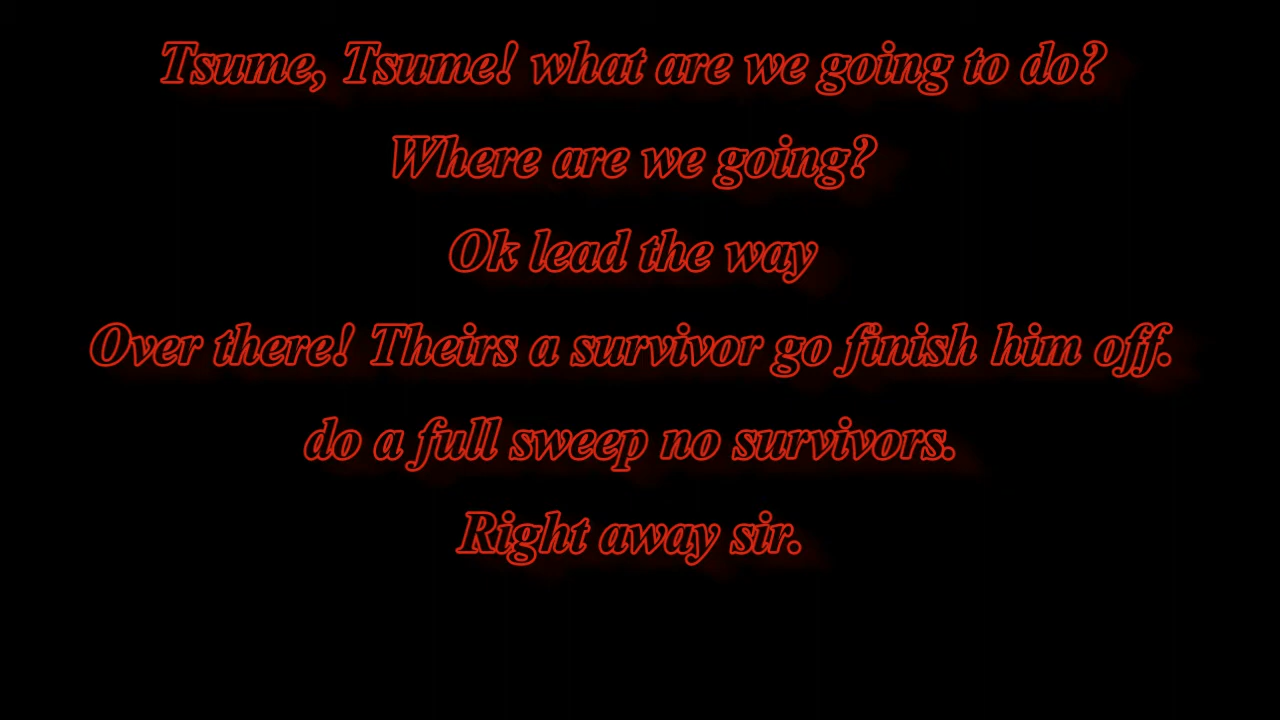 Tsume, Tsume! what are we going to do?
Where are we going?
Ok lead the way
Over there! Theirs a survivor go finish him off.
do a full sweep no survivors.
Right away sir.